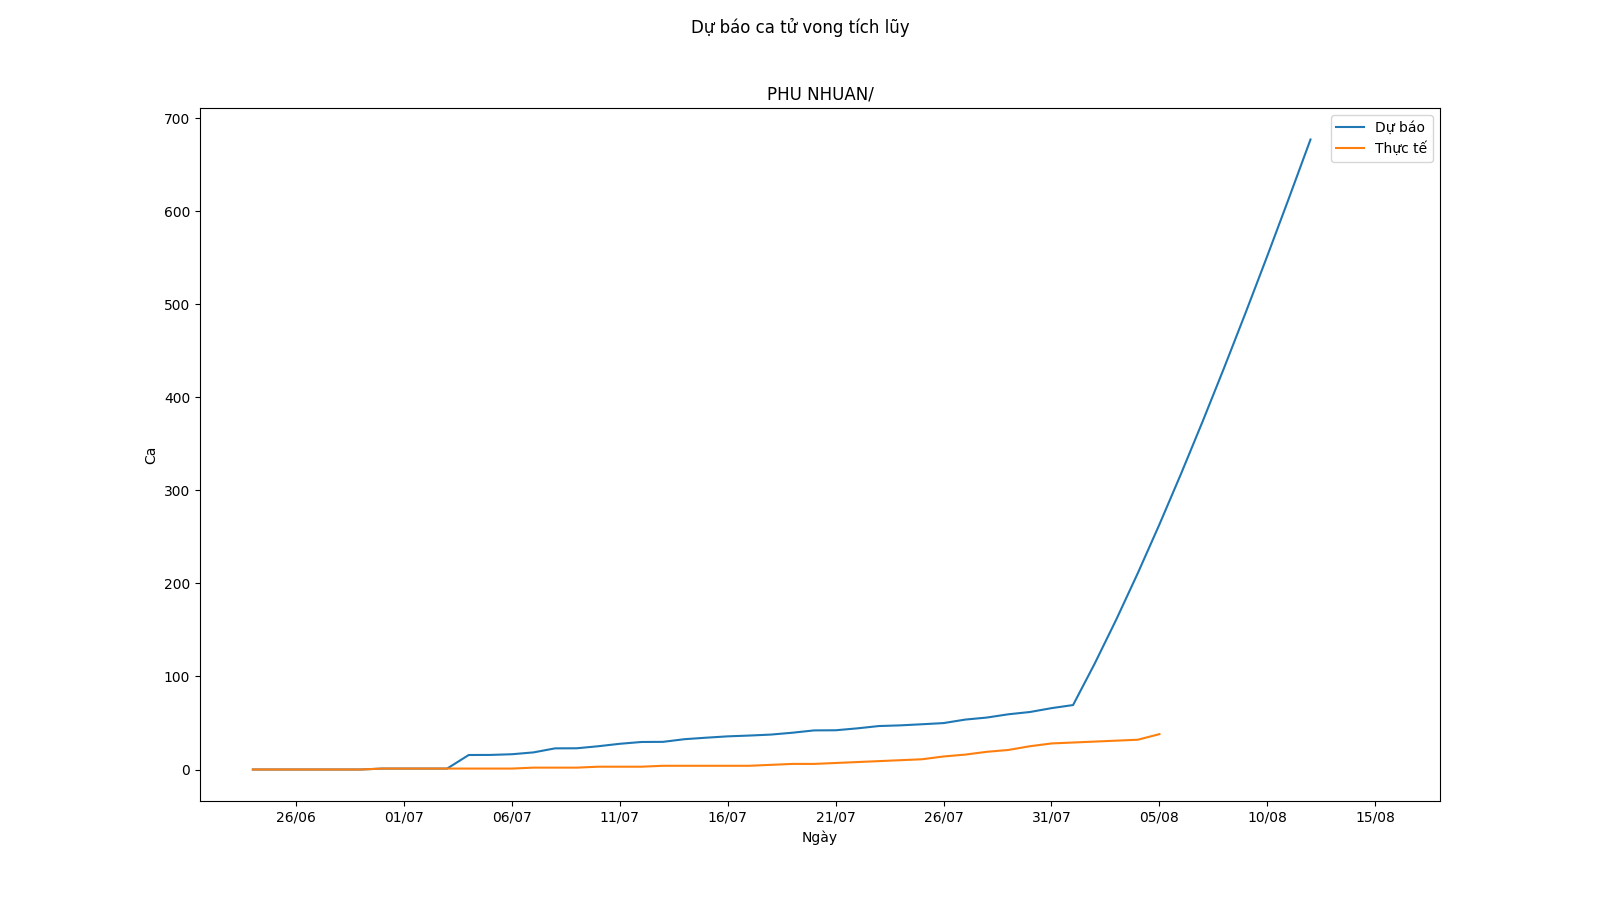 Dự báo ca tử vong tích lũy
PHU NHUAN/
Dự báo
Thực tế
700
600
500
400
300
200
100
0
Ca
26/06 01/07 06/07 11/07 16/07 21/07 26/07 31/07 05/08 10/08 15/08
Ngày